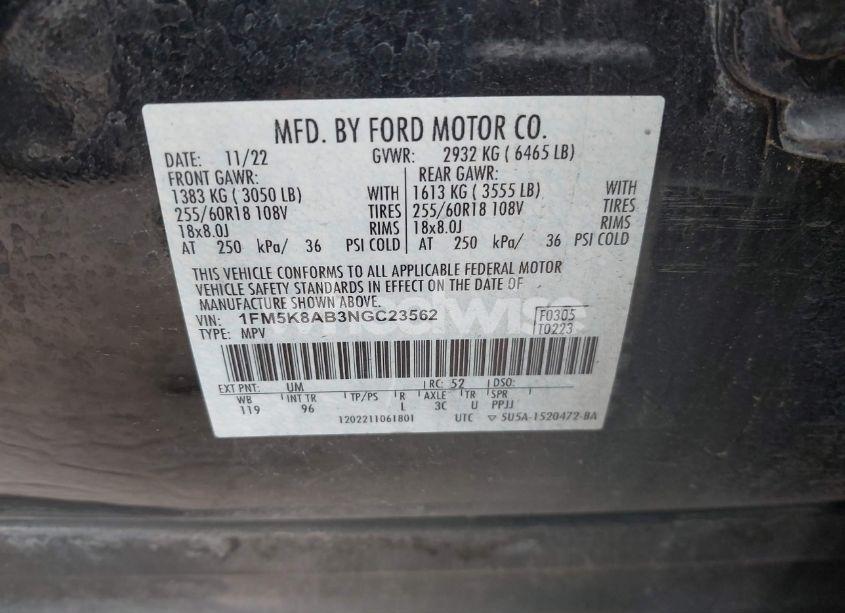 MFD. BY FORD MOTOR CO.
DATE: 11/22 GVWR: 2932 KG ( 6465 LB)
FRONT GAWR: REAR GAWR:
1383 KG ( 3050 LB) WITH 1613 KG ( 3555 LB) WITH
255/60R18 108V TIRES 255/60R18 108V TIRES
18x8.0J RIMS 18x8.0J RIMS
AT 250 kPa/ 36 PSI COLD AT 250 kPa/ 36 PSI COLD
THIS VEHICLE CONFORMS TO ALL APPLICABLE FEDERAL MOTOR
VEHICLE SAFETY STANDARDS IN EFFECT ON THE DATE OF
MANUFACTURE SHOWN ABOVE.
VIN: 1FM5K8AB3NGC23562 F0305
TYPE: MPV T0223
wheelwise
EXT PNT: UM RC: 52 DSO:
WB INT TR TP/PS R AXLE TR SPR
119 96 L 3C U PPJJ
1202211061801 UTC ▽ 5U5A-1520472-BA